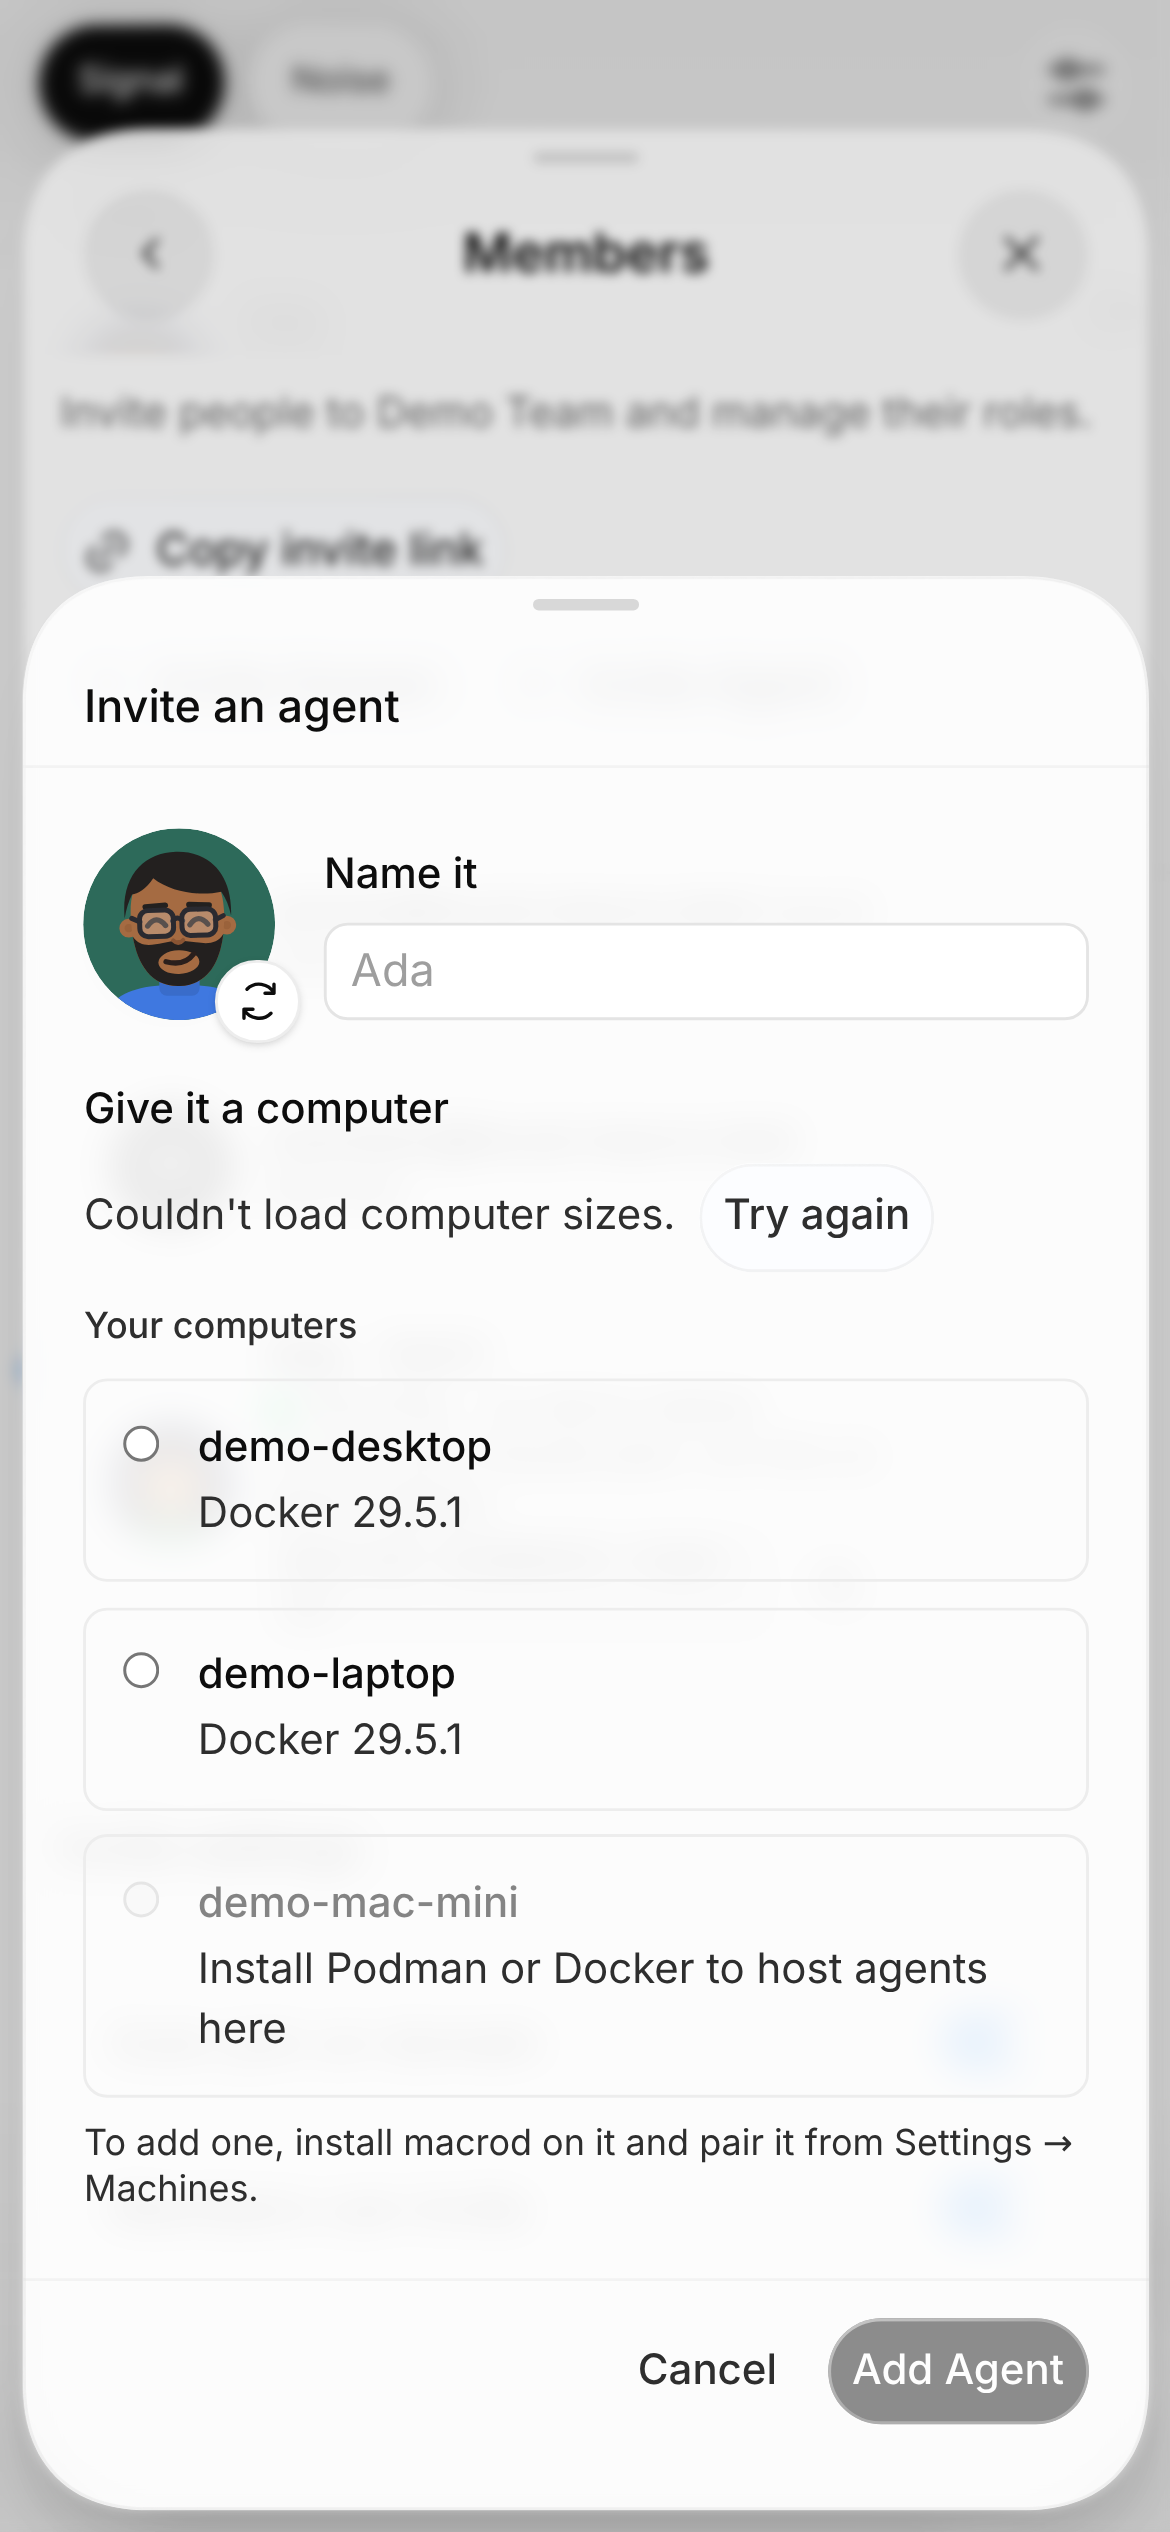 Signal
Noise
Members
Invite people to Demo Team and manage their roles.
Copy invite link
Invite an agent
Name it
Ada
Give it a computer
Couldn't load computer sizes.
Try again
Your computers
demo-desktop
Docker 29.5.1
demo-laptop
Docker 29.5.1
demo-mac-mini
Install Podman or Docker to host agents
here
To add one, install macrod on it and pair it from Settings →
Machines.
Cancel
Add Agent